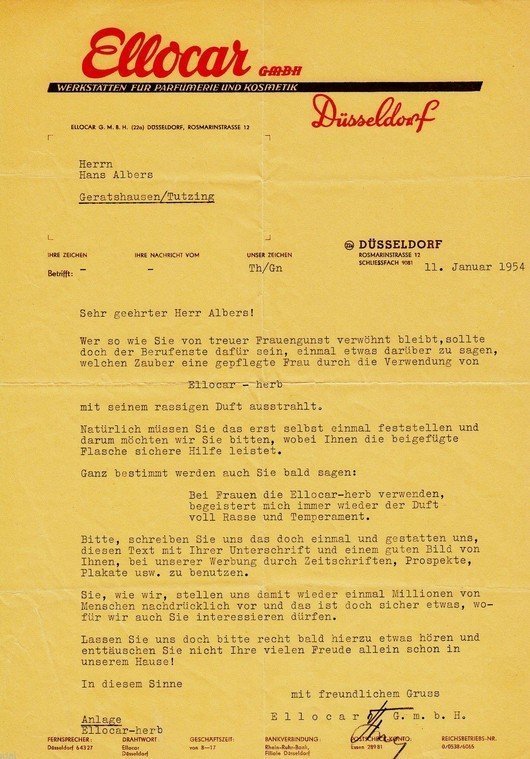 Ellocar GMBH
WERKSTÄTTEN FÜR PARFUMERIE UND KOSMETIK
Düsseldorf
ELLOCAR G. M. B. H. (22a) DÜSSELDORF, ROSMARINSTRASSE 12
Herrn
Hans Albers
Geratshausen/Tutzing
22a DÜSSELDORF
ROSMARINSTRASSE 12
SCHLIESSFACH 9081
IHRE ZEICHEN IHRE NACHRICHT VOM UNSER ZEICHEN
Betrifft: - - Th/Gn 11. Januar 1954
Sehr geehrter Herr Albers!
Wer so wie Sie von treuer Frauengunst verwöhnt bleibt,sollte
doch der Berufenste dafür sein, einmal etwas darüber zu sagen,
welchen Zauber eine gepflegte Frau durch die Verwendung von
Ellocar - herb
mit seinem rassigen Duft ausstrahlt.
Natürlich müssen Sie das erst selbst einmal feststellen und
darum möchten wir Sie bitten, wobei Ihnen die beigefügte
Flasche sichere Hilfe leistet.
Ganz bestimmt werden auch Sie bald sagen:
Bei Frauen die Ellocar-herb verwenden,
begeistert mich immer wieder der Duft
voll Rasse und Temperament.
Bitte, schreiben Sie uns das doch einmal und gestatten uns,
diesen Text mit Ihrer Unterschrift und einem guten Bild von
Ihnen, bei unserer Werbung durch Zeitschriften, Prospekte,
Plakate usw. zu benutzen.
Sie, wie wir, stellen uns damit wieder einmal Millionen von
Menschen nachdrücklich vor und das ist doch sicher etwas, wo-
für wir auch Sie interessieren dürfen.
Lassen Sie uns doch bitte recht bald hierzu etwas hören und
enttäuschen Sie nicht Ihre vielen Freude allein schon in
unserem Hause!
In diesem Sinne
mit freundlichem Gruss
Ellocar G.m.b.H.
Anlage
Ellocar-herb
FERNSPRECHER: DRAHTWORT GESCHÄFTSZEIT: BANKVERBINDUNG: POSTSCHECKKONTO: REICHSBETRIEBS-NR.
Düsseldorf 64327 Ellocar von 8—17 Rhein-Ruhr-Bank, Essen 28981 0/0538/6065
Düsseldorf Filiale Düsseldorf